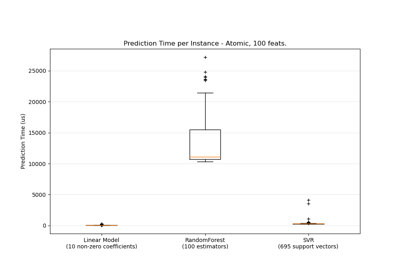 Prediction Time per Instance - Atomic, 100 feats.
Prediction Time (us)
25000
20000
15000
10000
5000
0
Linear Model
(10 non-zero coefficients)
RandomForest
(100 estimators)
SVR
(695 support vectors)